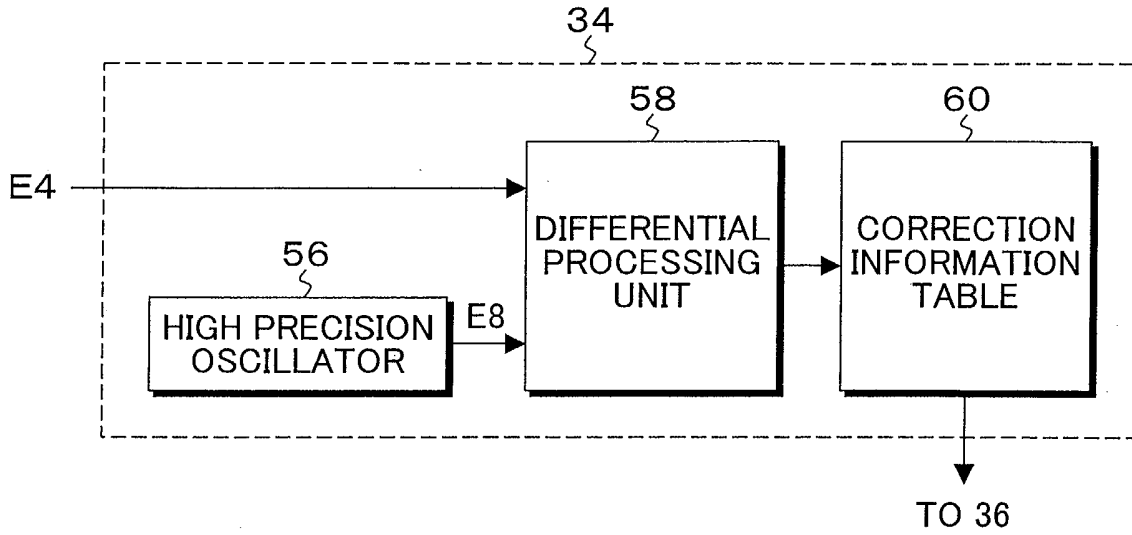 34
58
60
E4
DIFFERENTIAL
PROCESSING
UNIT
CORRECTION
INFORMATION
TABLE
56
E8
HIGH PRECISION
OSCILLATOR
TO 36